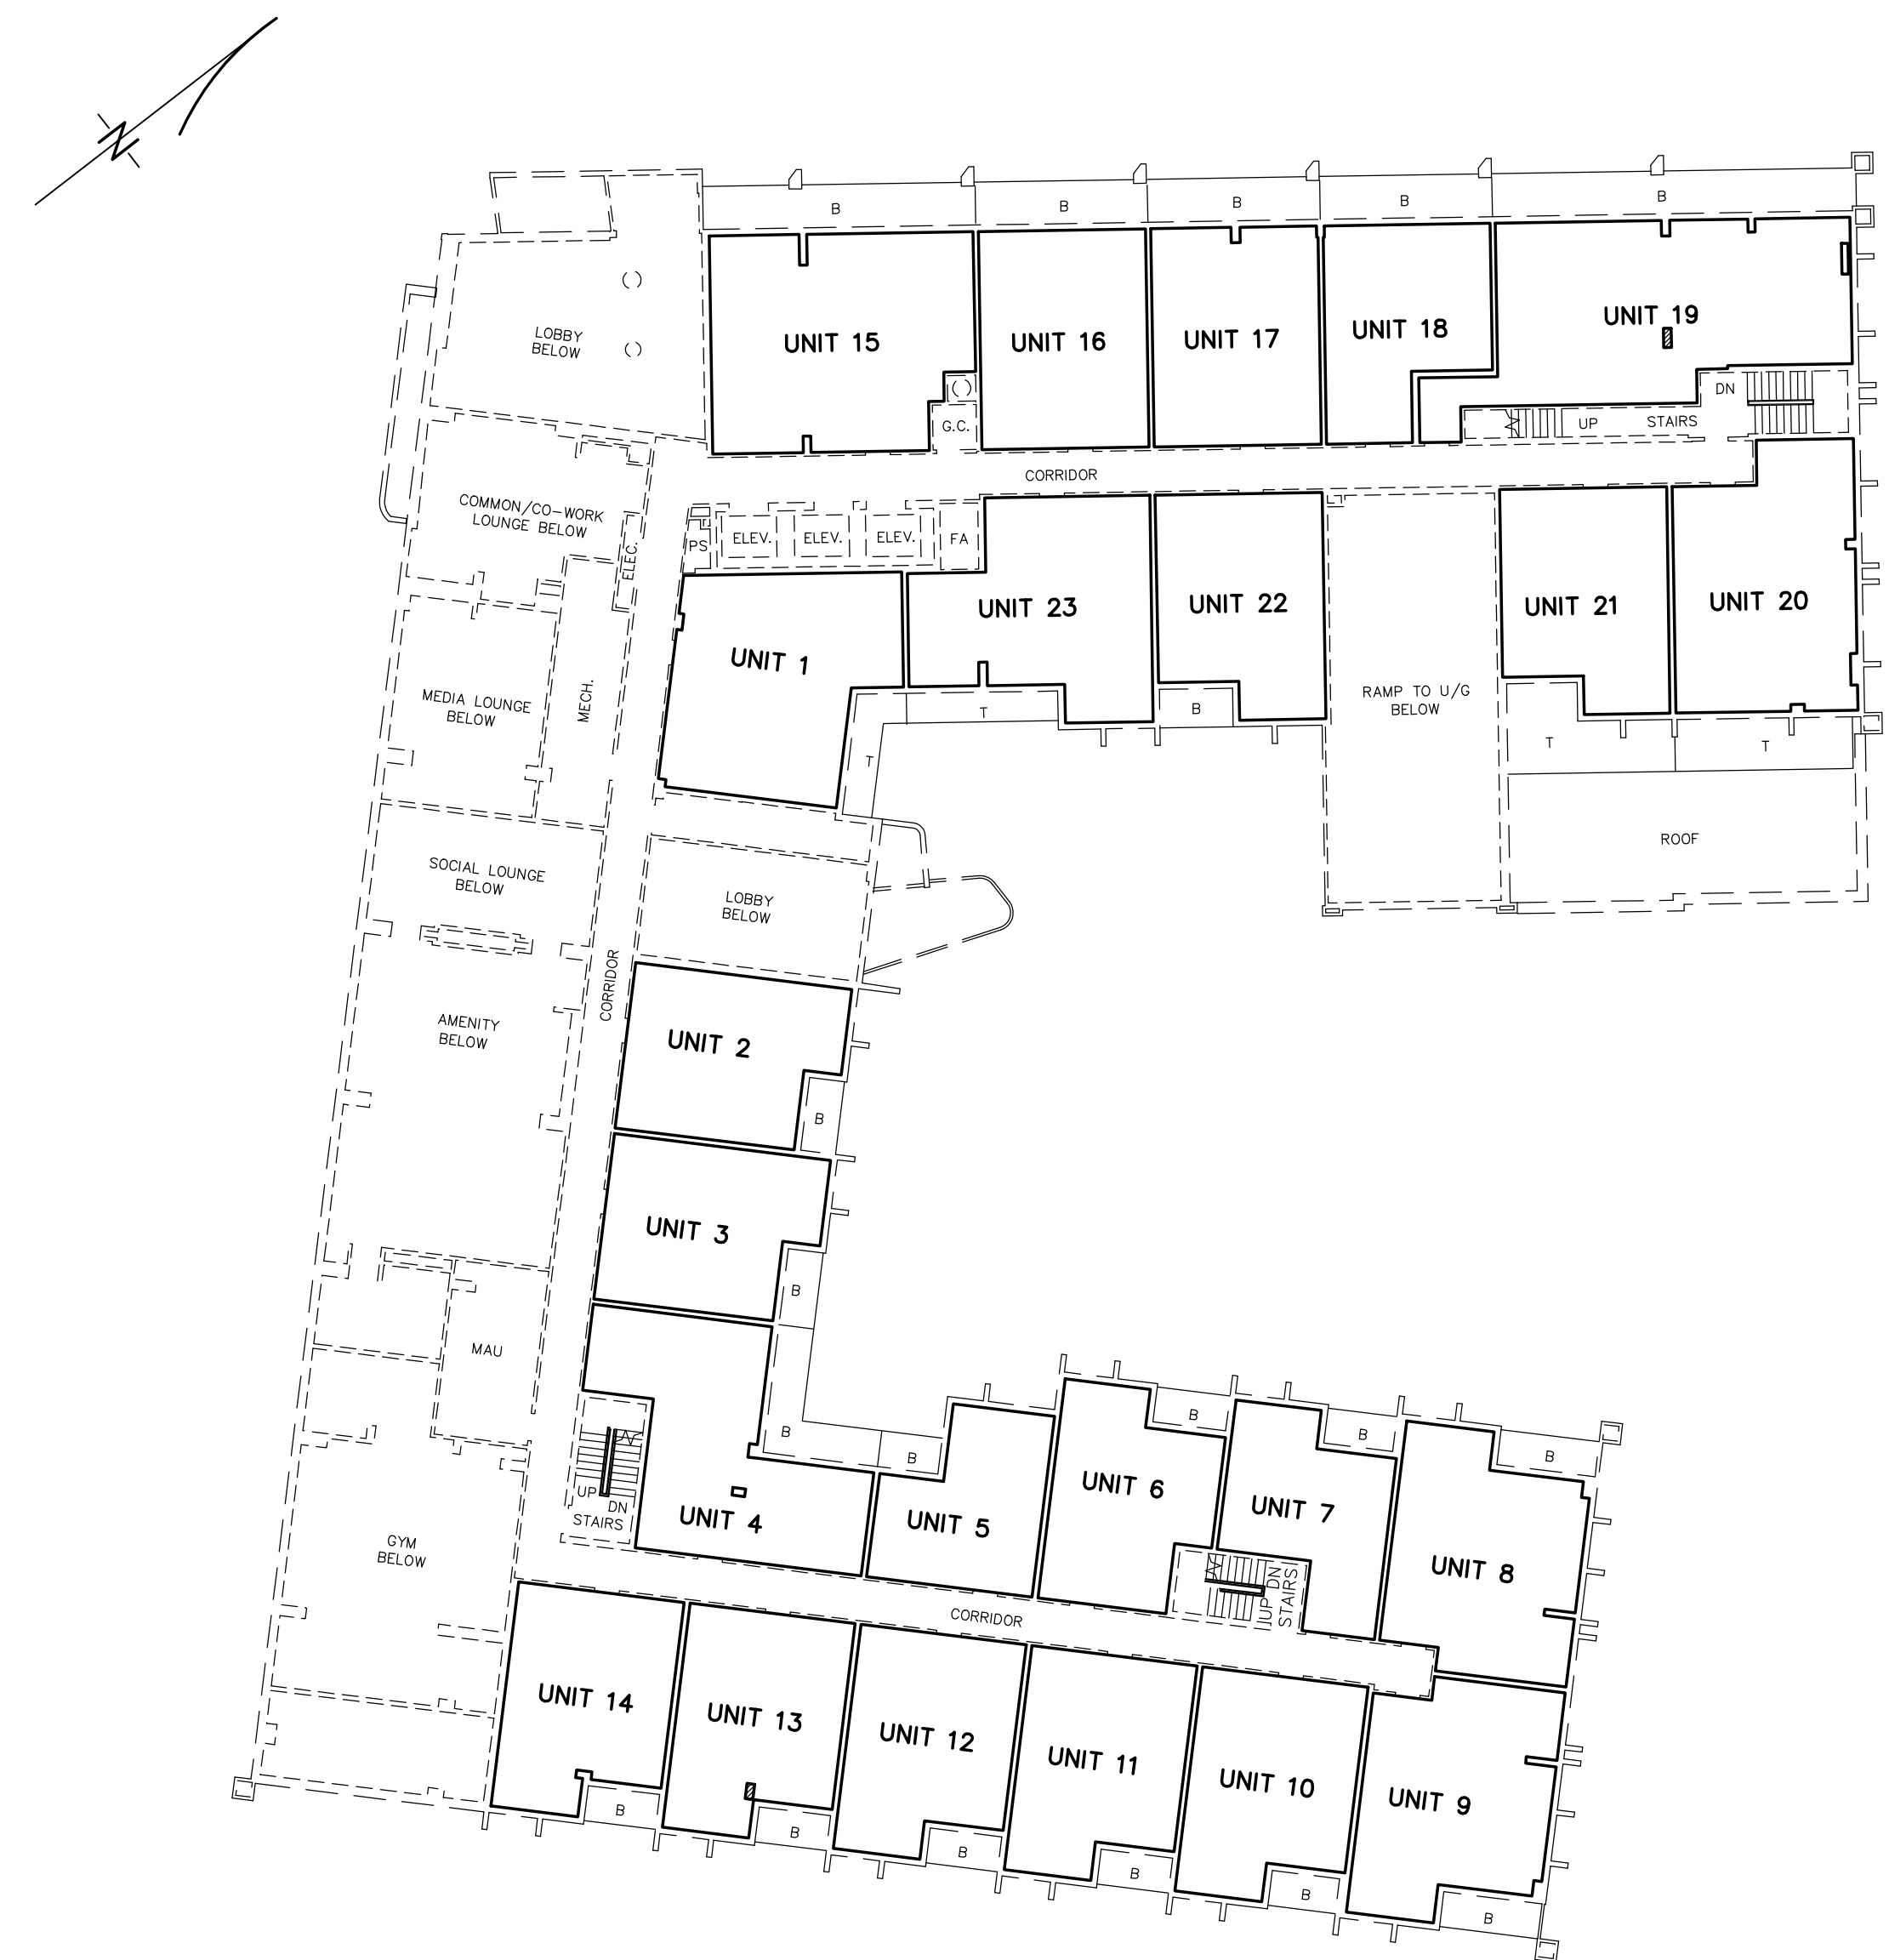 N
B
B
B
B
B
UNIT 15
UNIT 16
UNIT 17
UNIT 18
UNIT 19
LOBBY
BELOW
DN
G.C.
UP
STAIRS
CORRIDOR
COMMON/CO-WORK
LOUNGE BELOW
ELEC.
PS
ELEV.
ELEV.
ELEV.
FA
UNIT 23
UNIT 22
UNIT 21
UNIT 20
UNIT 1
MEDIA LOUNGE
BELOW
MECH.
RAMP TO U/G
BELOW
T
B
T
T
T
ROOF
SOCIAL LOUNGE
BELOW
LOBBY
BELOW
CORRIDOR
AMENITY
BELOW
UNIT 2
B
UNIT 3
B
MAU
B
B
B
B
B
UP
DN
STAIRS
UNIT 4
UNIT 5
UNIT 6
UNIT 7
UNIT 8
GYM
BELOW
UP
DN
STAIRS
CORRIDOR
UNIT 14
UNIT 13
UNIT 12
UNIT 11
UNIT 10
UNIT 9
B
B
B
B
B
B